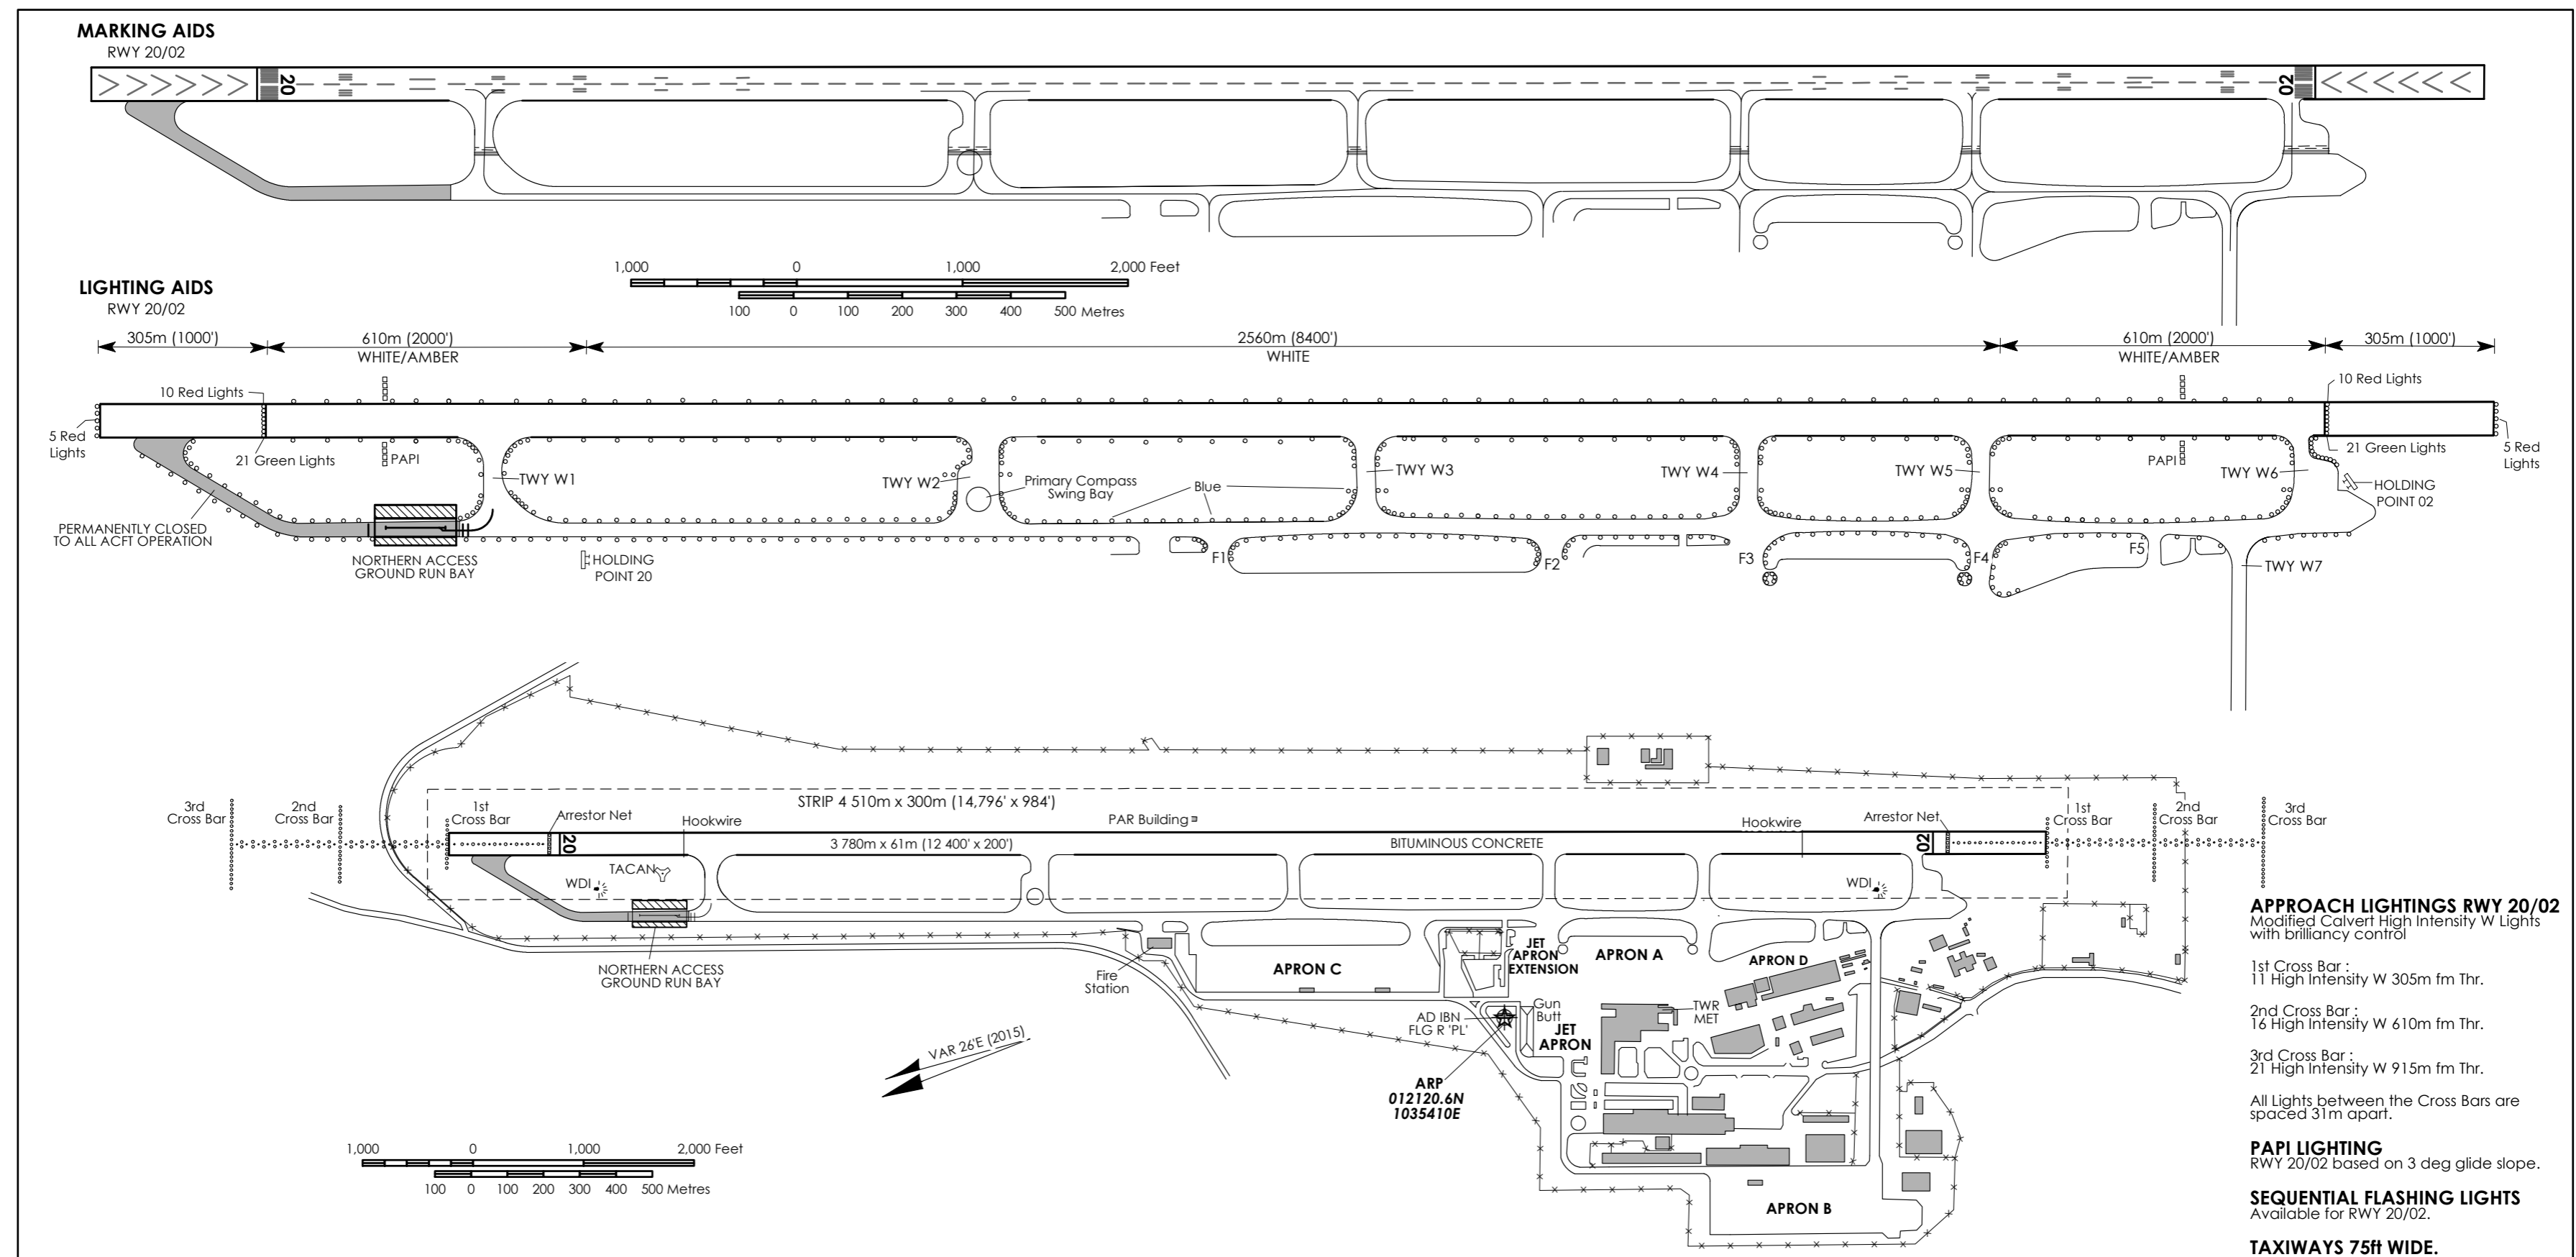 MARKING AIDS
RWY 20/02
20
02
1,000 0 1,000 2,000 Feet
100 0 100 200 300 400 500 Metres
LIGHTING AIDS
RWY 20/02
305m (1000')
610m (2000')
WHITE/AMBER
2560m (8400')
WHITE
610m (2000')
WHITE/AMBER
305m (1000')
10 Red Lights
10 Red Lights
5 Red
Lights
21 Green Lights
PAPI
TWY W1
TWY W2
Primary Compass
Swing Bay
Blue
TWY W3
TWY W4
TWY W5
PAPI
TWY W6
21 Green Lights
5 Red
Lights
HOLDING
POINT 02
PERMANENTLY CLOSED
TO ALL ACFT OPERATION
NORTHERN ACCESS
GROUND RUN BAY
HOLDING
POINT 20
F1
F2
F3
F4
F5
TWY W7
3rd
Cross Bar
2nd
Cross Bar
1st
Cross Bar
Arrestor Net
Hookwire
STRIP 4 510m x 300m (14,796' x 984')
PAR Building
Hookwire
Arrestor Net
1st
Cross Bar
2nd
Cross Bar
3rd
Cross Bar
20
3 780m x 61m (12 400' x 200')
BITUMINOUS CONCRETE
02
WDI
TACAN
WDI
NORTHERN ACCESS
GROUND RUN BAY
Fire
Station
APRON C
JET
APRON
EXTENSION
APRON A
APRON D
AD IBN
FLG R 'PL'
Gun
Butt
JET
APRON
TWR
MET
VAR 26'E (2015)
ARP
012120.6N
1035410E
APRON B
1,000 0 1,000 2,000 Feet
100 0 100 200 300 400 500 Metres
APPROACH LIGHTINGS RWY 20/02
Modified Calvert High Intensity W Lights
with brilliancy control
1st Cross Bar :
11 High Intensity W 305m fm Thr.
2nd Cross Bar :
16 High Intensity W 610m fm Thr.
3rd Cross Bar :
21 High Intensity W 915m fm Thr.
All Lights between the Cross Bars are
spaced 31m apart.
PAPI LIGHTING
RWY 20/02 based on 3 deg glide slope.
SEQUENTIAL FLASHING LIGHTS
Available for RWY 20/02.
TAXIWAYS 75ft WIDE.